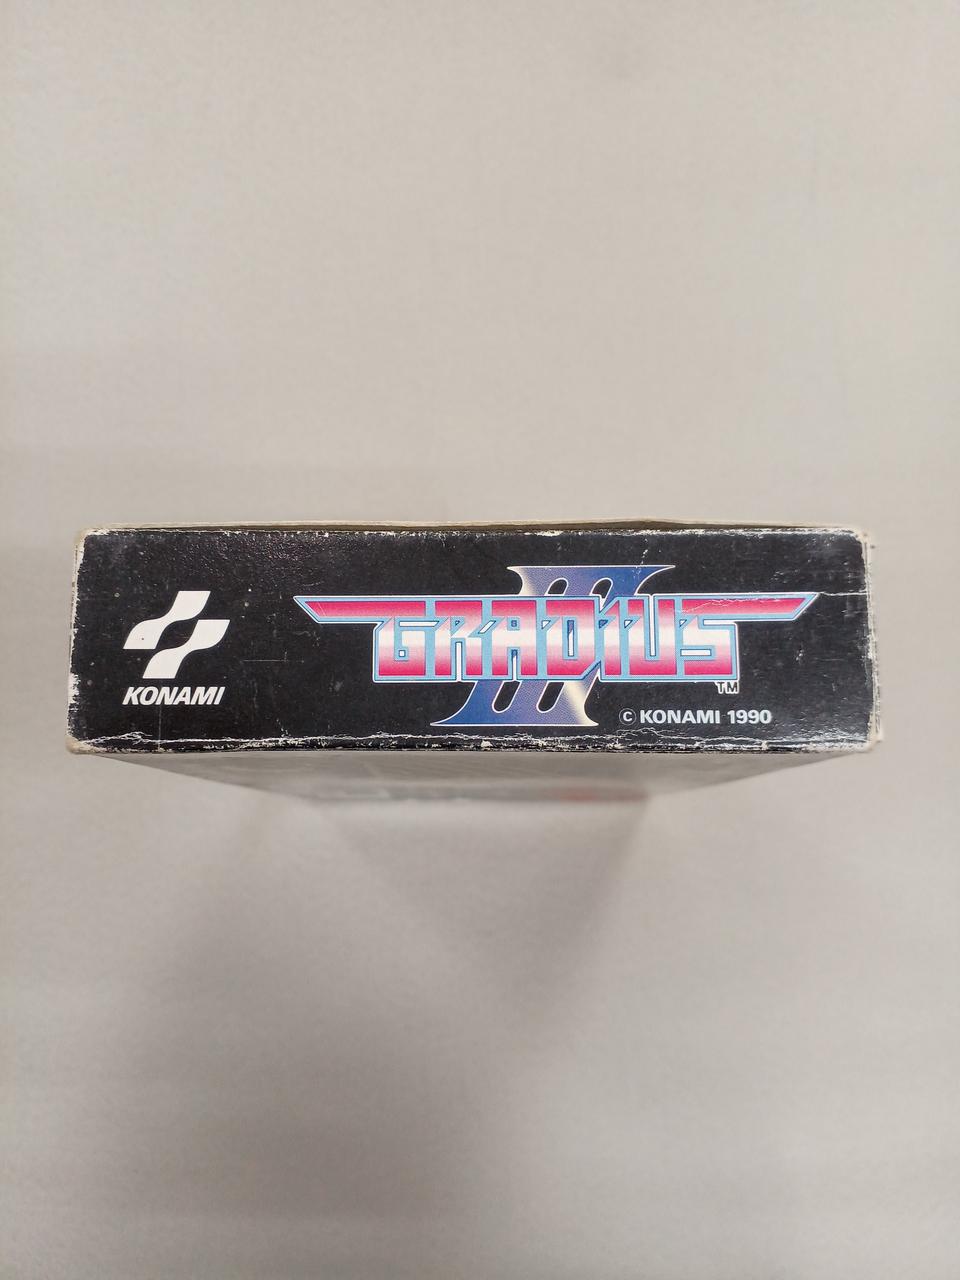 KONAMI
GRADIUS
III
TM
© KONAMI 1990